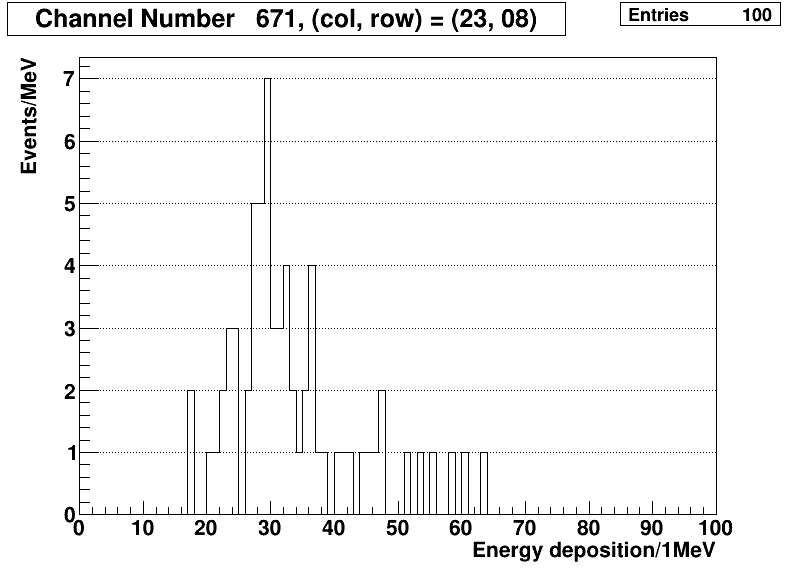 Channel Number 671, (col, row) = (23, 08)
Entries 100
Events/MeV
7
6
5
4
3
2
1
0
0 10 20 30 40 50 60 70 80 90 100
Energy deposition/1MeV